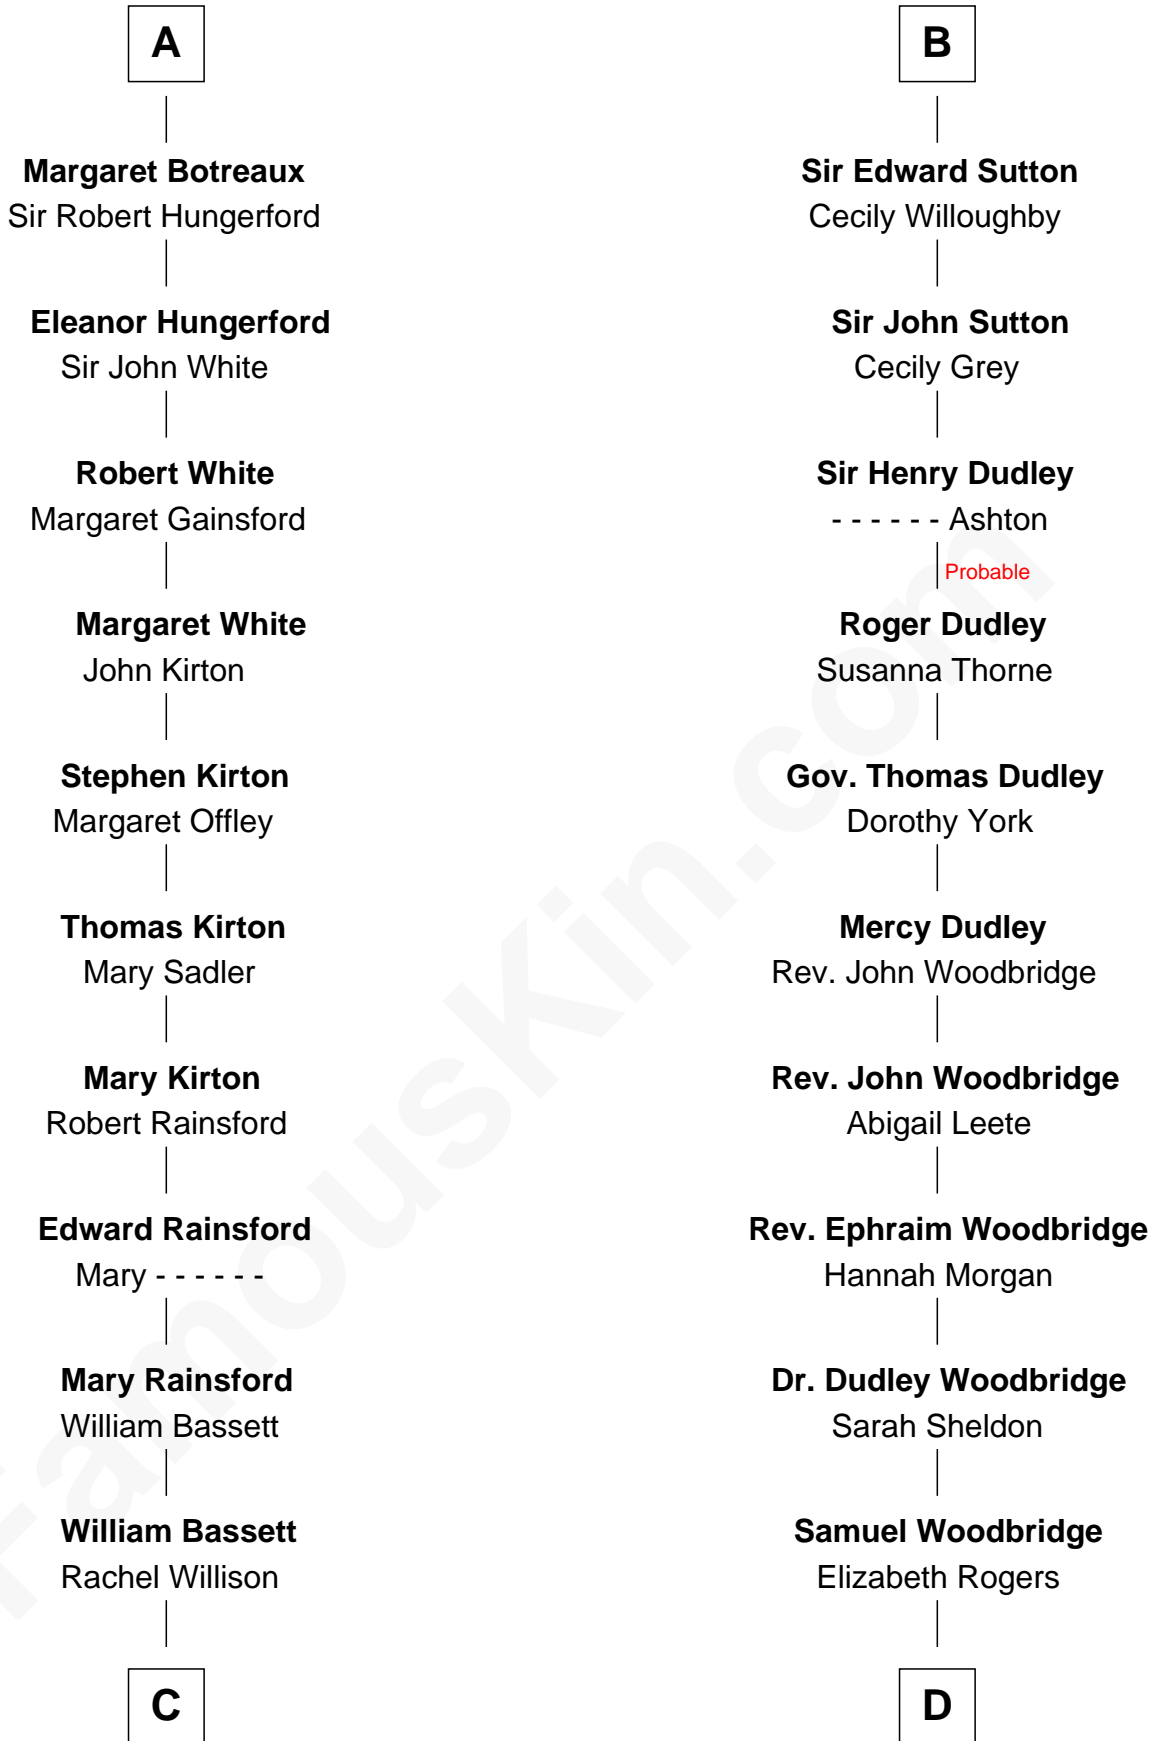 A
Margaret Botreaux
Sir Robert Hungerford
Eleanor Hungerford
Sir John White
Robert White
Margaret Gainsford
Margaret White
John Kirton
Stephen Kirton
Margaret Offley
Thomas Kirton
Mary Sadler
Mary Kirton
Robert Rainsford
Edward Rainsford
Mary - - - - - -
Mary Rainsford
William Bassett
William Bassett
Rachel Willison
C
B
Sir Edward Sutton
Cecily Willoughby
Sir John Sutton
Cecily Grey
Sir Henry Dudley
- - - - - - Ashton
Probable
Roger Dudley
Susanna Thorne
Gov. Thomas Dudley
Dorothy York
Mercy Dudley
Rev. John Woodbridge
Rev. John Woodbridge
Abigail Leete
Rev. Ephraim Woodbridge
Hannah Morgan
Dr. Dudley Woodbridge
Sarah Sheldon
Samuel Woodbridge
Elizabeth Rogers
D
FamousKin.com